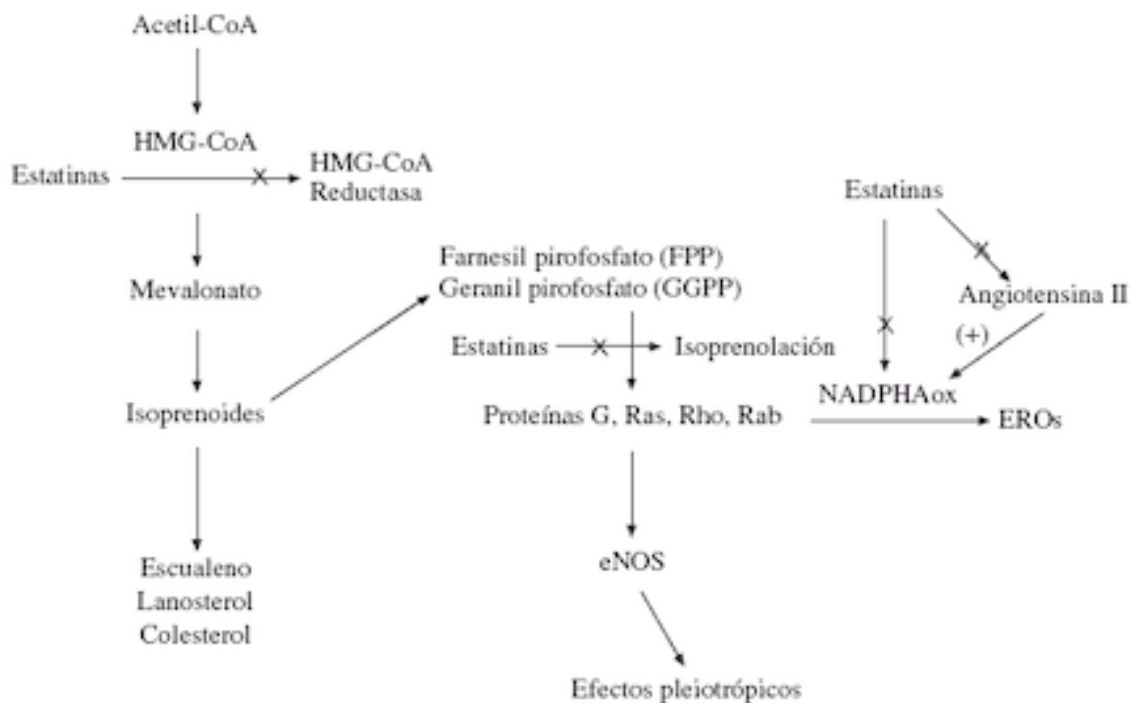 Acetil-CoA
HMG-CoA
Estatinas
HMG-CoA
Reductasa
Mevalonato
Isoprenoides
Escualeno
Lanosterol
Colesterol
Farnesil pirofosfato (FPP)
Geranil pirofosfato (GGPP)
Estatinas
Isoprenolación
Proteínas G, Ras, Rho, Rab
eNOS
Efectos pleiotrópicos
Estatinas
Angiotensina II
(+)
NADPHAox
EROs